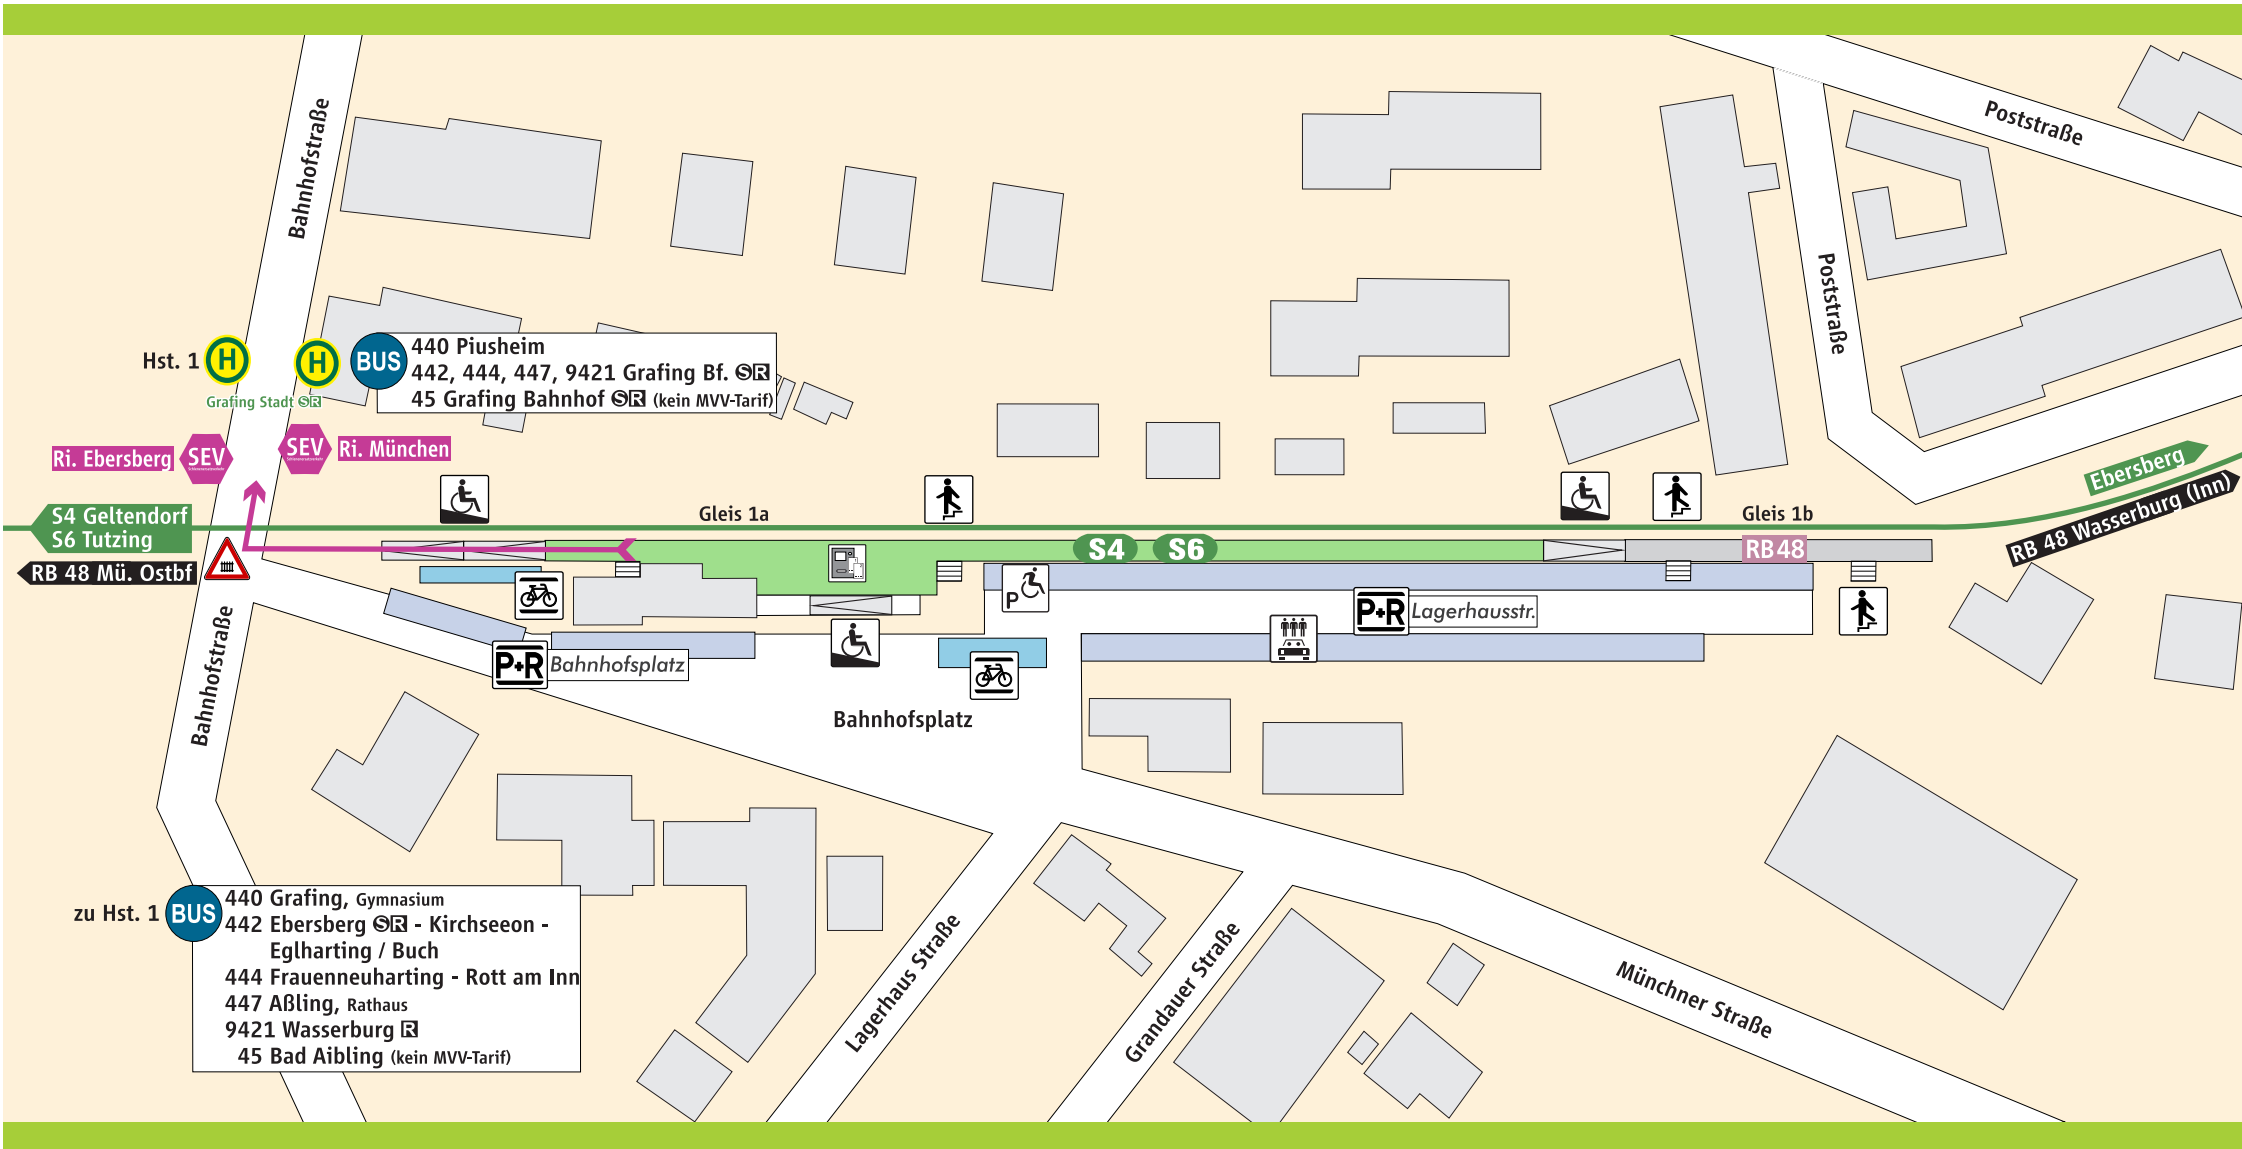 Bahnhofstraße
Poststraße
Poststraße
Hst. 1
H
H
Grafing Stadt S R
BUS
440 Piusheim
442, 444, 447, 9421 Grafing Bf. S R
45 Grafing Bahnhof S R (kein MVV-Tarif)
Ri. Ebersberg
SEV
SEV
Ri. München
S4 Geltendorf
S6 Tutzing
RB 48 Mü. Ostbf
Gleis 1a
Gleis 1b
Ebersberg
RB 48 Wasserburg (Inn)
S4
S6
RB 48
P
P+R
Lagerhausstr.
P+R
Bahnhofsplatz
Bahnhofstraße
Bahnhofsplatz
zu Hst. 1
BUS
440 Grafing, Gymnasium
442 Ebersberg S R - Kirchseeon -
Eglharting / Buch
444 Frauenneuharting - Rott am Inn
447 Aßling, Rathaus
9421 Wasserburg R
45 Bad Aibling (kein MVV-Tarif)
Lagerhaus Straße
Grandauer Straße
Münchner Straße